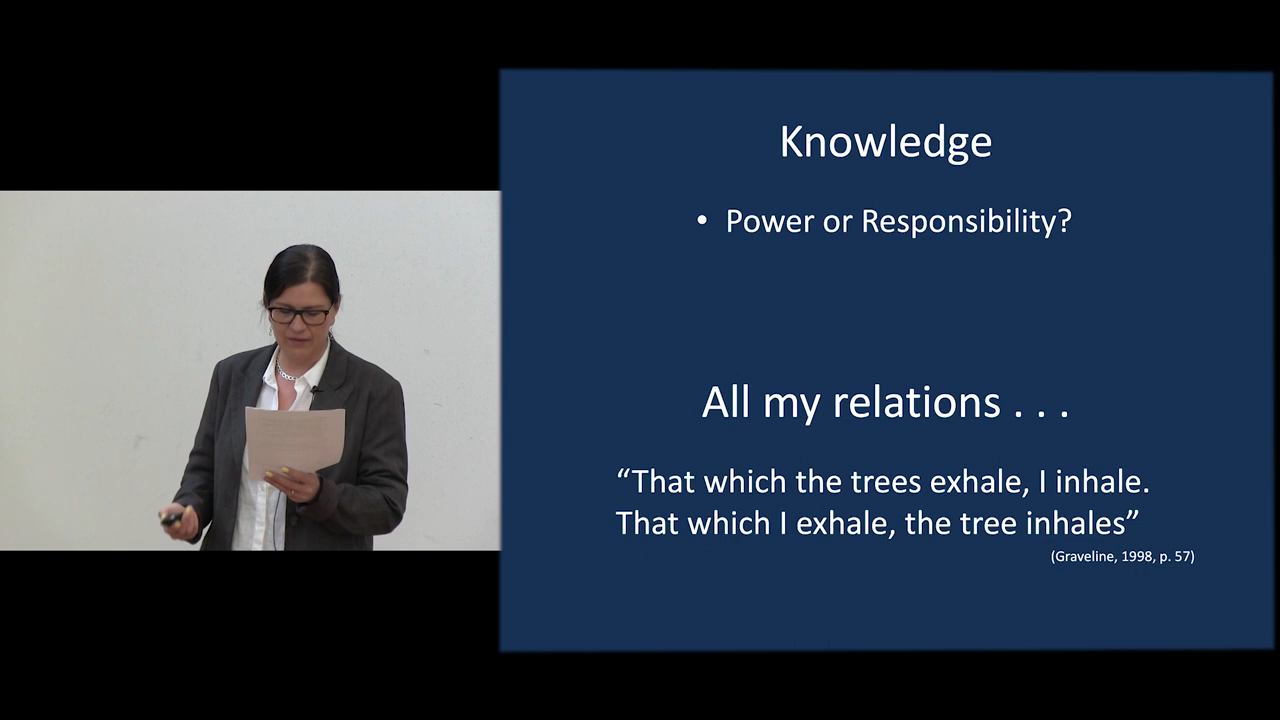 Knowledge
• Power or Responsibility?
All my relations . . .
“That which the trees exhale, I inhale.
That which I exhale, the tree inhales”
(Graveline, 1998, p. 57)